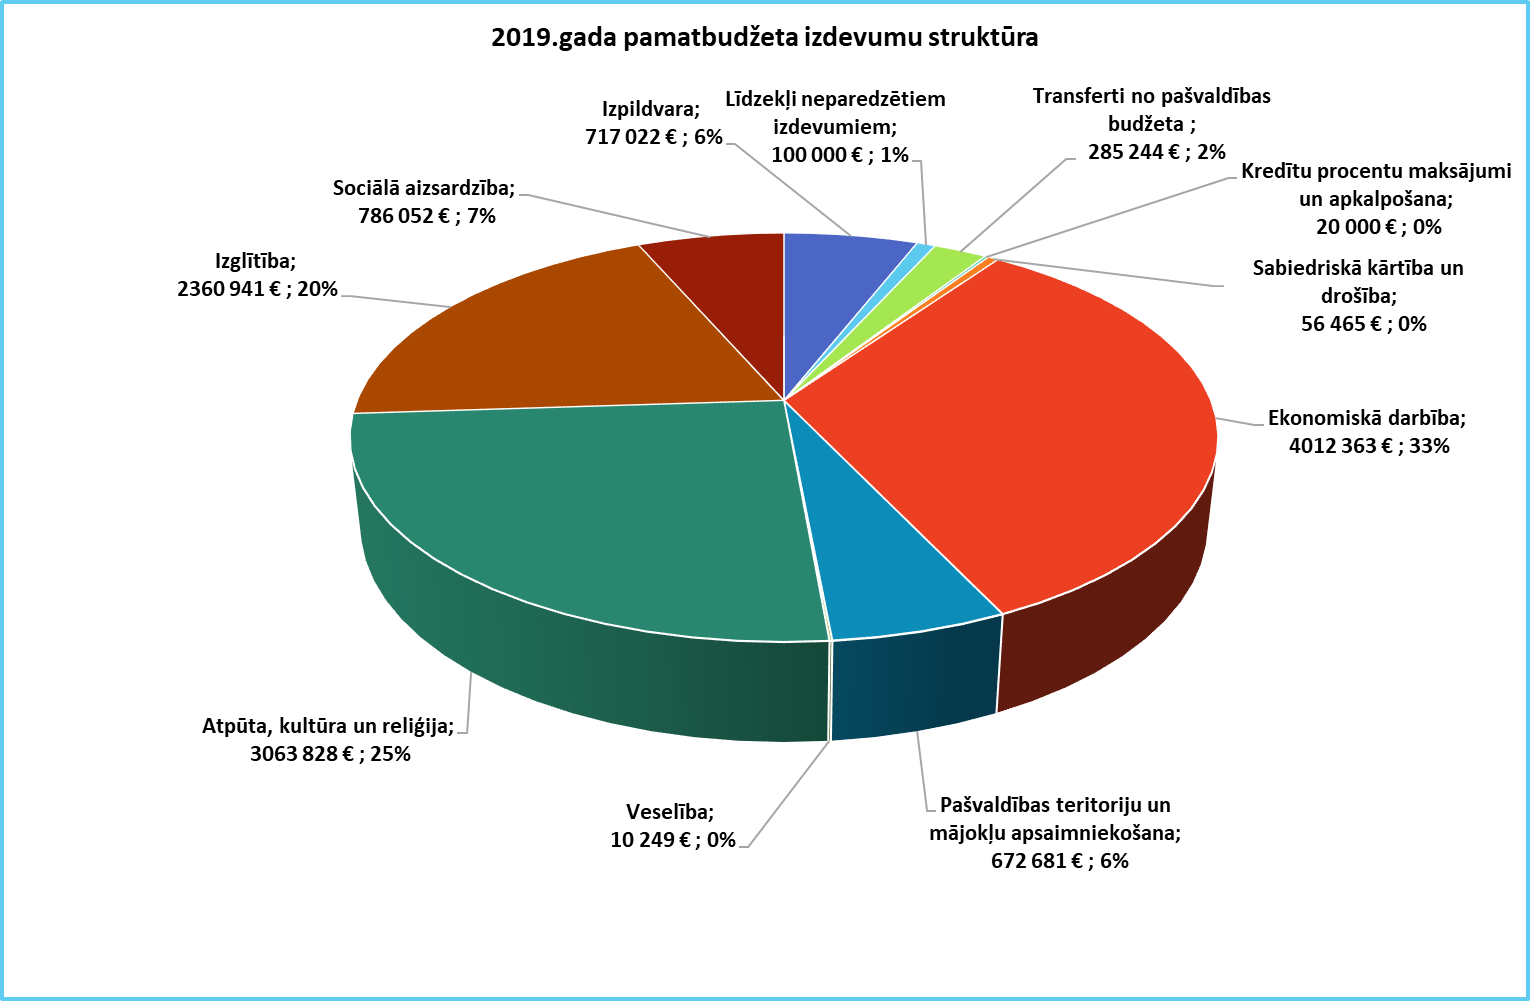 2019.gada pamatbudžeta izdevumu struktūra
Izpildvara;
717 022 € ; 6%
Līdzekļi neparedzētiem
izdevumiem;
100 000 € ; 1%
Transferti no pašvaldības
budžeta ;
285 244 € ; 2%
Kredītu procentu maksājumi
un apkalpošana;
20 000 € ; 0%
Sabiedriskā kārtība un
drošība;
56 465 € ; 0%
Ekonomiskā darbība;
4012 363 € ; 33%
Pašvaldības teritoriju un
mājokļu apsaimniekošana;
672 681 € ; 6%
Veselība;
10 249 € ; 0%
Atpūta, kultūra un reliģija;
3063 828 € ; 25%
Izglītība;
2360 941 € ; 20%
Sociālā aizsardzība;
786 052 € ; 7%